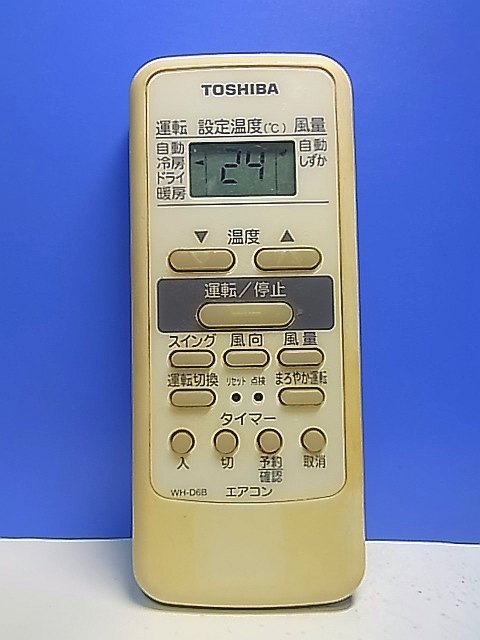 TOSHIBA
運転 設定温度(℃) 風量
自動 24 自動
冷房 しずか
ドライ
暖房
▼ 温度 ▲
運転/停止
スイング 風向 風量
運転切換 リセット 点検 まろやか運転
タイマー
入 切 予約 取消
確認
WH-D6B エアコン